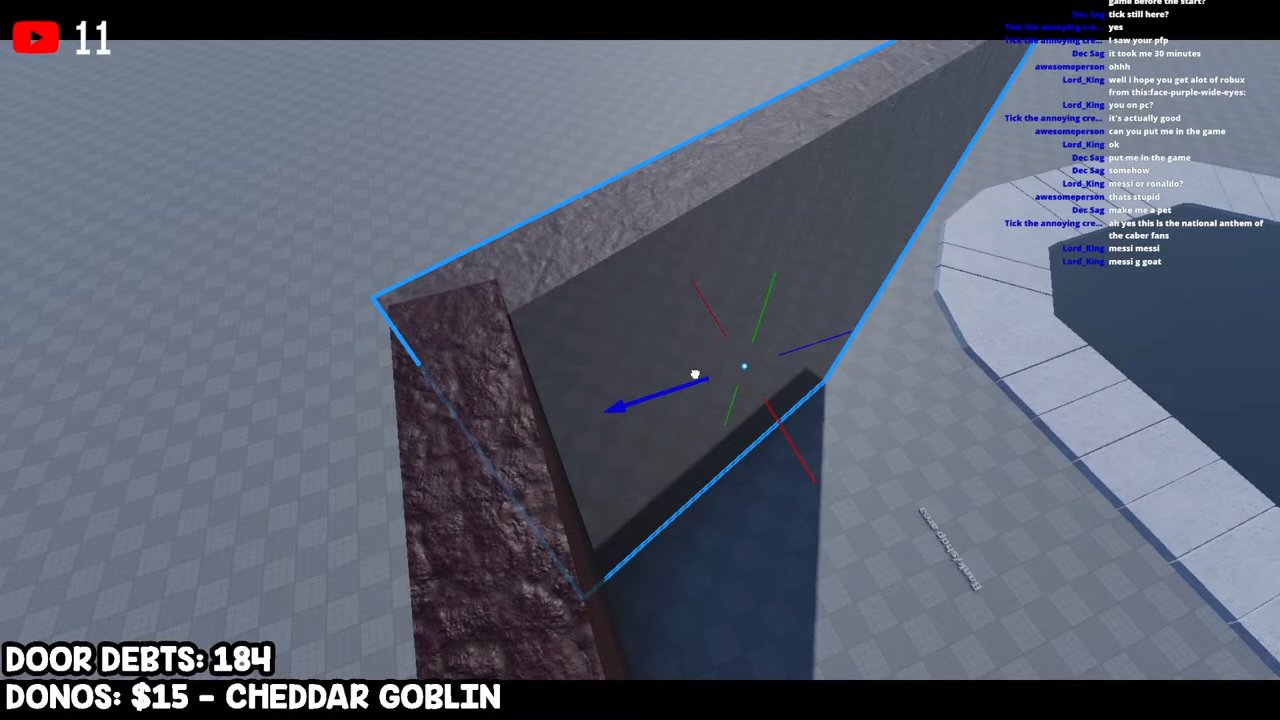 11
game before the start?
Dec Sag tick still here?
Tick the annoying cre... yes
Tick the annoying cre... I saw your pfp
Dec Sag it took me 30 minutes
awesomeperson ohhh
Lord_King well i hope you get alot of robux
from this:face-purple-wide-eyes:
Lord_King you on pc?
Tick the annoying cre... it's actually good
awesomeperson can you put me in the game
Lord_King ok
Dec Sag put me in the game
Dec Sag somehow
Lord_King messi or ronaldo?
awesomeperson thats stupid
Dec Sag make me a pet
Tick the annoying cre... ah yes this is the national anthem of
the caber fans
Lord_King messi messi
Lord_King messi g goat
Bank/shop area
DOOR DEBTS: 184
DONOS: $15 - CHEDDAR GOBLIN